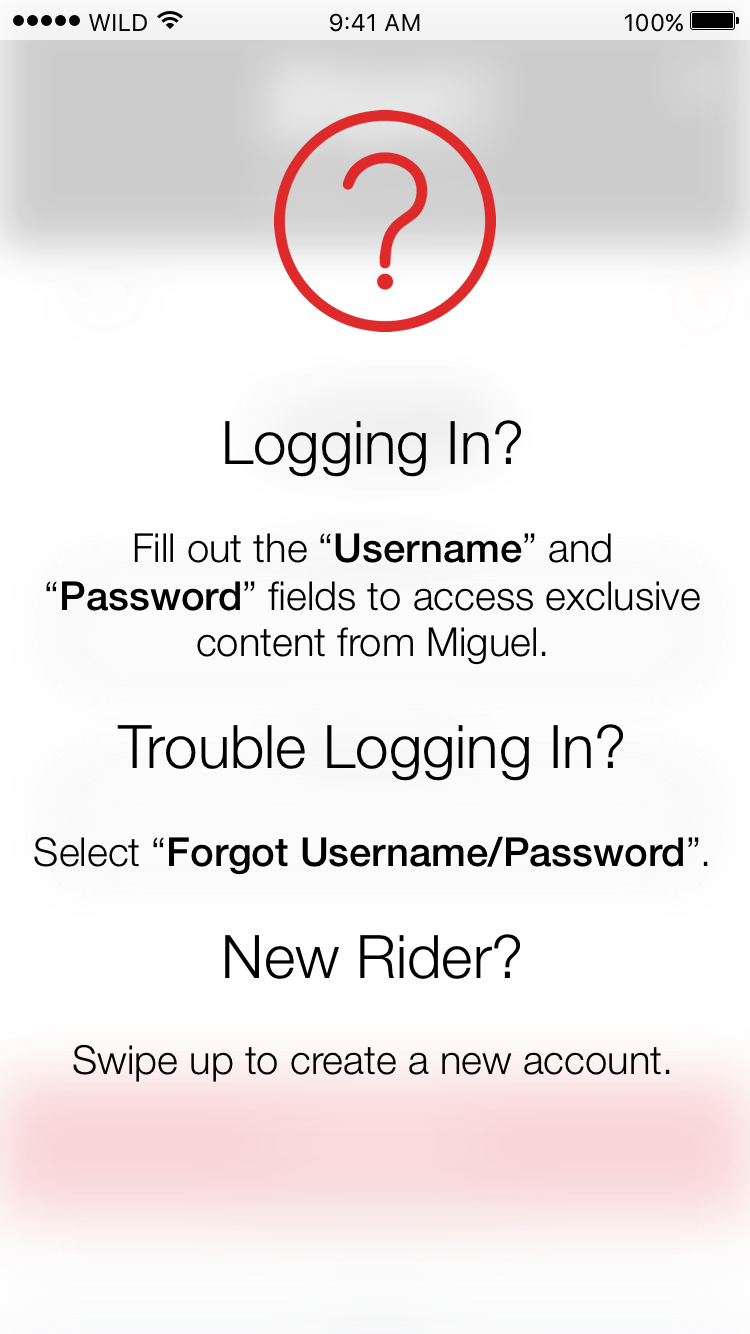 WILD 9:41 AM 100%
?
Logging In?
Fill out the “Username” and
“Password” fields to access exclusive
content from Miguel.
Trouble Logging In?
Select “Forgot Username/Password”.
New Rider?
Swipe up to create a new account.